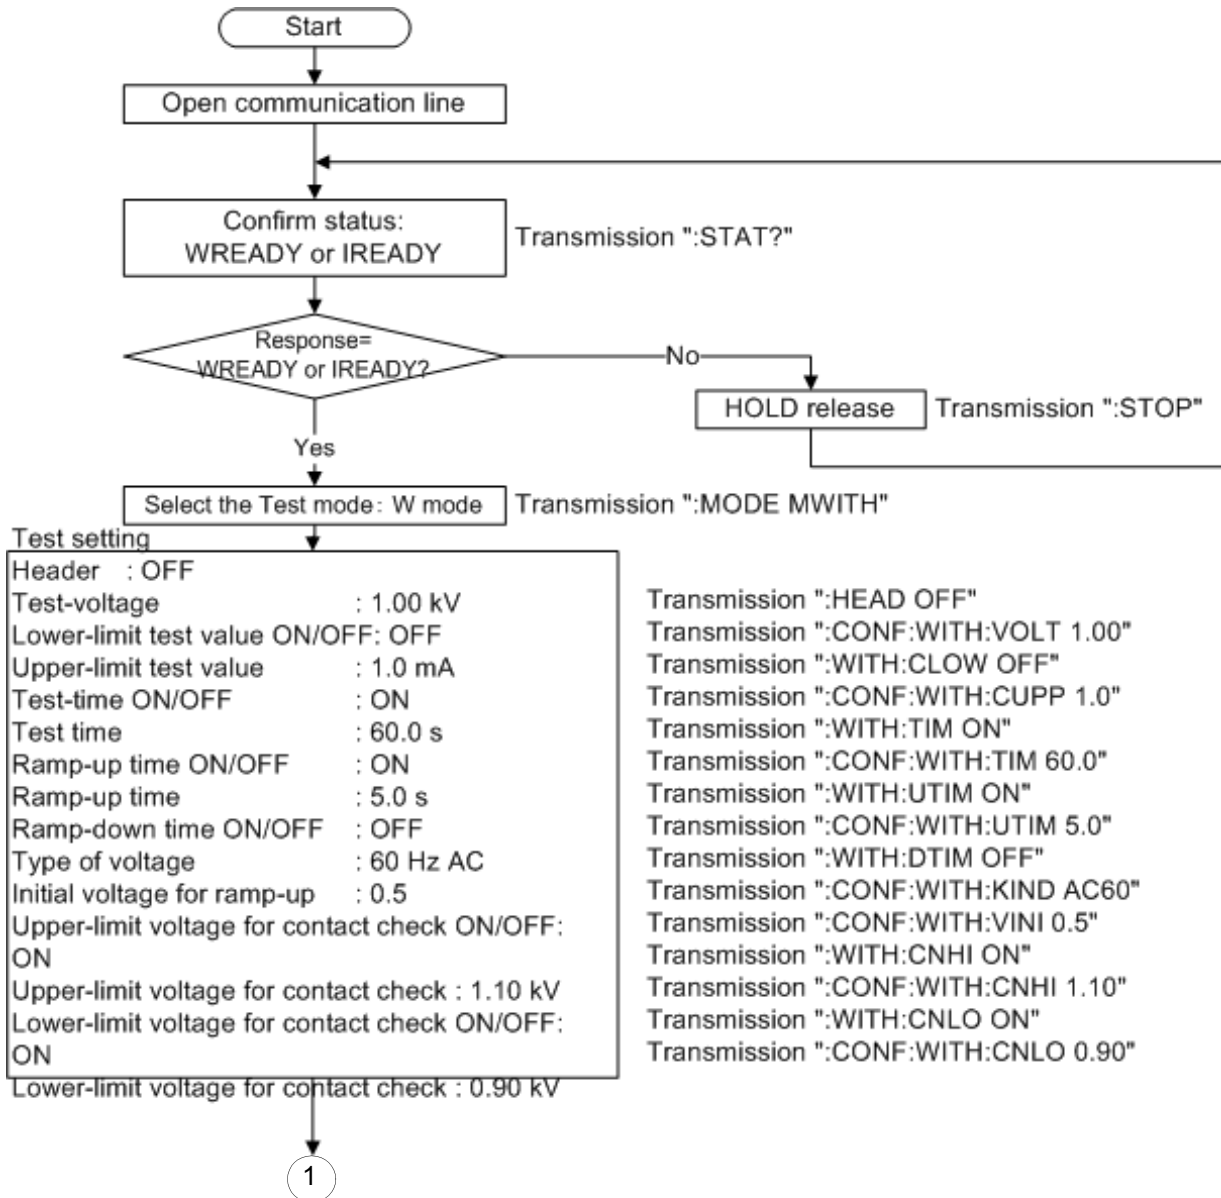 Start
Open communication line
Confirm status:
WREADY or IREADY
Transmission ":STAT?"
Response=
WREADY or IREADY?
No
HOLD release
Transmission ":STOP"
Yes
Select the Test mode: W mode
Transmission ":MODE MWITH"
Test setting
Header : OFF
Test-voltage : 1.00 kV
Lower-limit test value ON/OFF: OFF
Upper-limit test value : 1.0 mA
Test-time ON/OFF : ON
Test time : 60.0 s
Ramp-up time ON/OFF : ON
Ramp-up time : 5.0 s
Ramp-down time ON/OFF : OFF
Type of voltage : 60 Hz AC
Initial voltage for ramp-up : 0.5
Upper-limit voltage for contact check ON/OFF:
ON
Upper-limit voltage for contact check : 1.10 kV
Lower-limit voltage for contact check ON/OFF:
ON
Lower-limit voltage for contact check : 0.90 kV
Transmission ":HEAD OFF"
Transmission ":CONF:WITH:VOLT 1.00"
Transmission ":WITH:CLOW OFF"
Transmission ":CONF:WITH:CUPP 1.0"
Transmission ":WITH:TIM ON"
Transmission ":CONF:WITH:TIM 60.0"
Transmission ":WITH:UTIM ON"
Transmission ":CONF:WITH:UTIM 5.0"
Transmission ":WITH:DTIM OFF"
Transmission ":CONF:WITH:KIND AC60"
Transmission ":CONF:WITH:VINI 0.5"
Transmission ":WITH:CNHI ON"
Transmission ":CONF:WITH:CNHI 1.10"
Transmission ":WITH:CNLO ON"
Transmission ":CONF:WITH:CNLO 0.90"
1